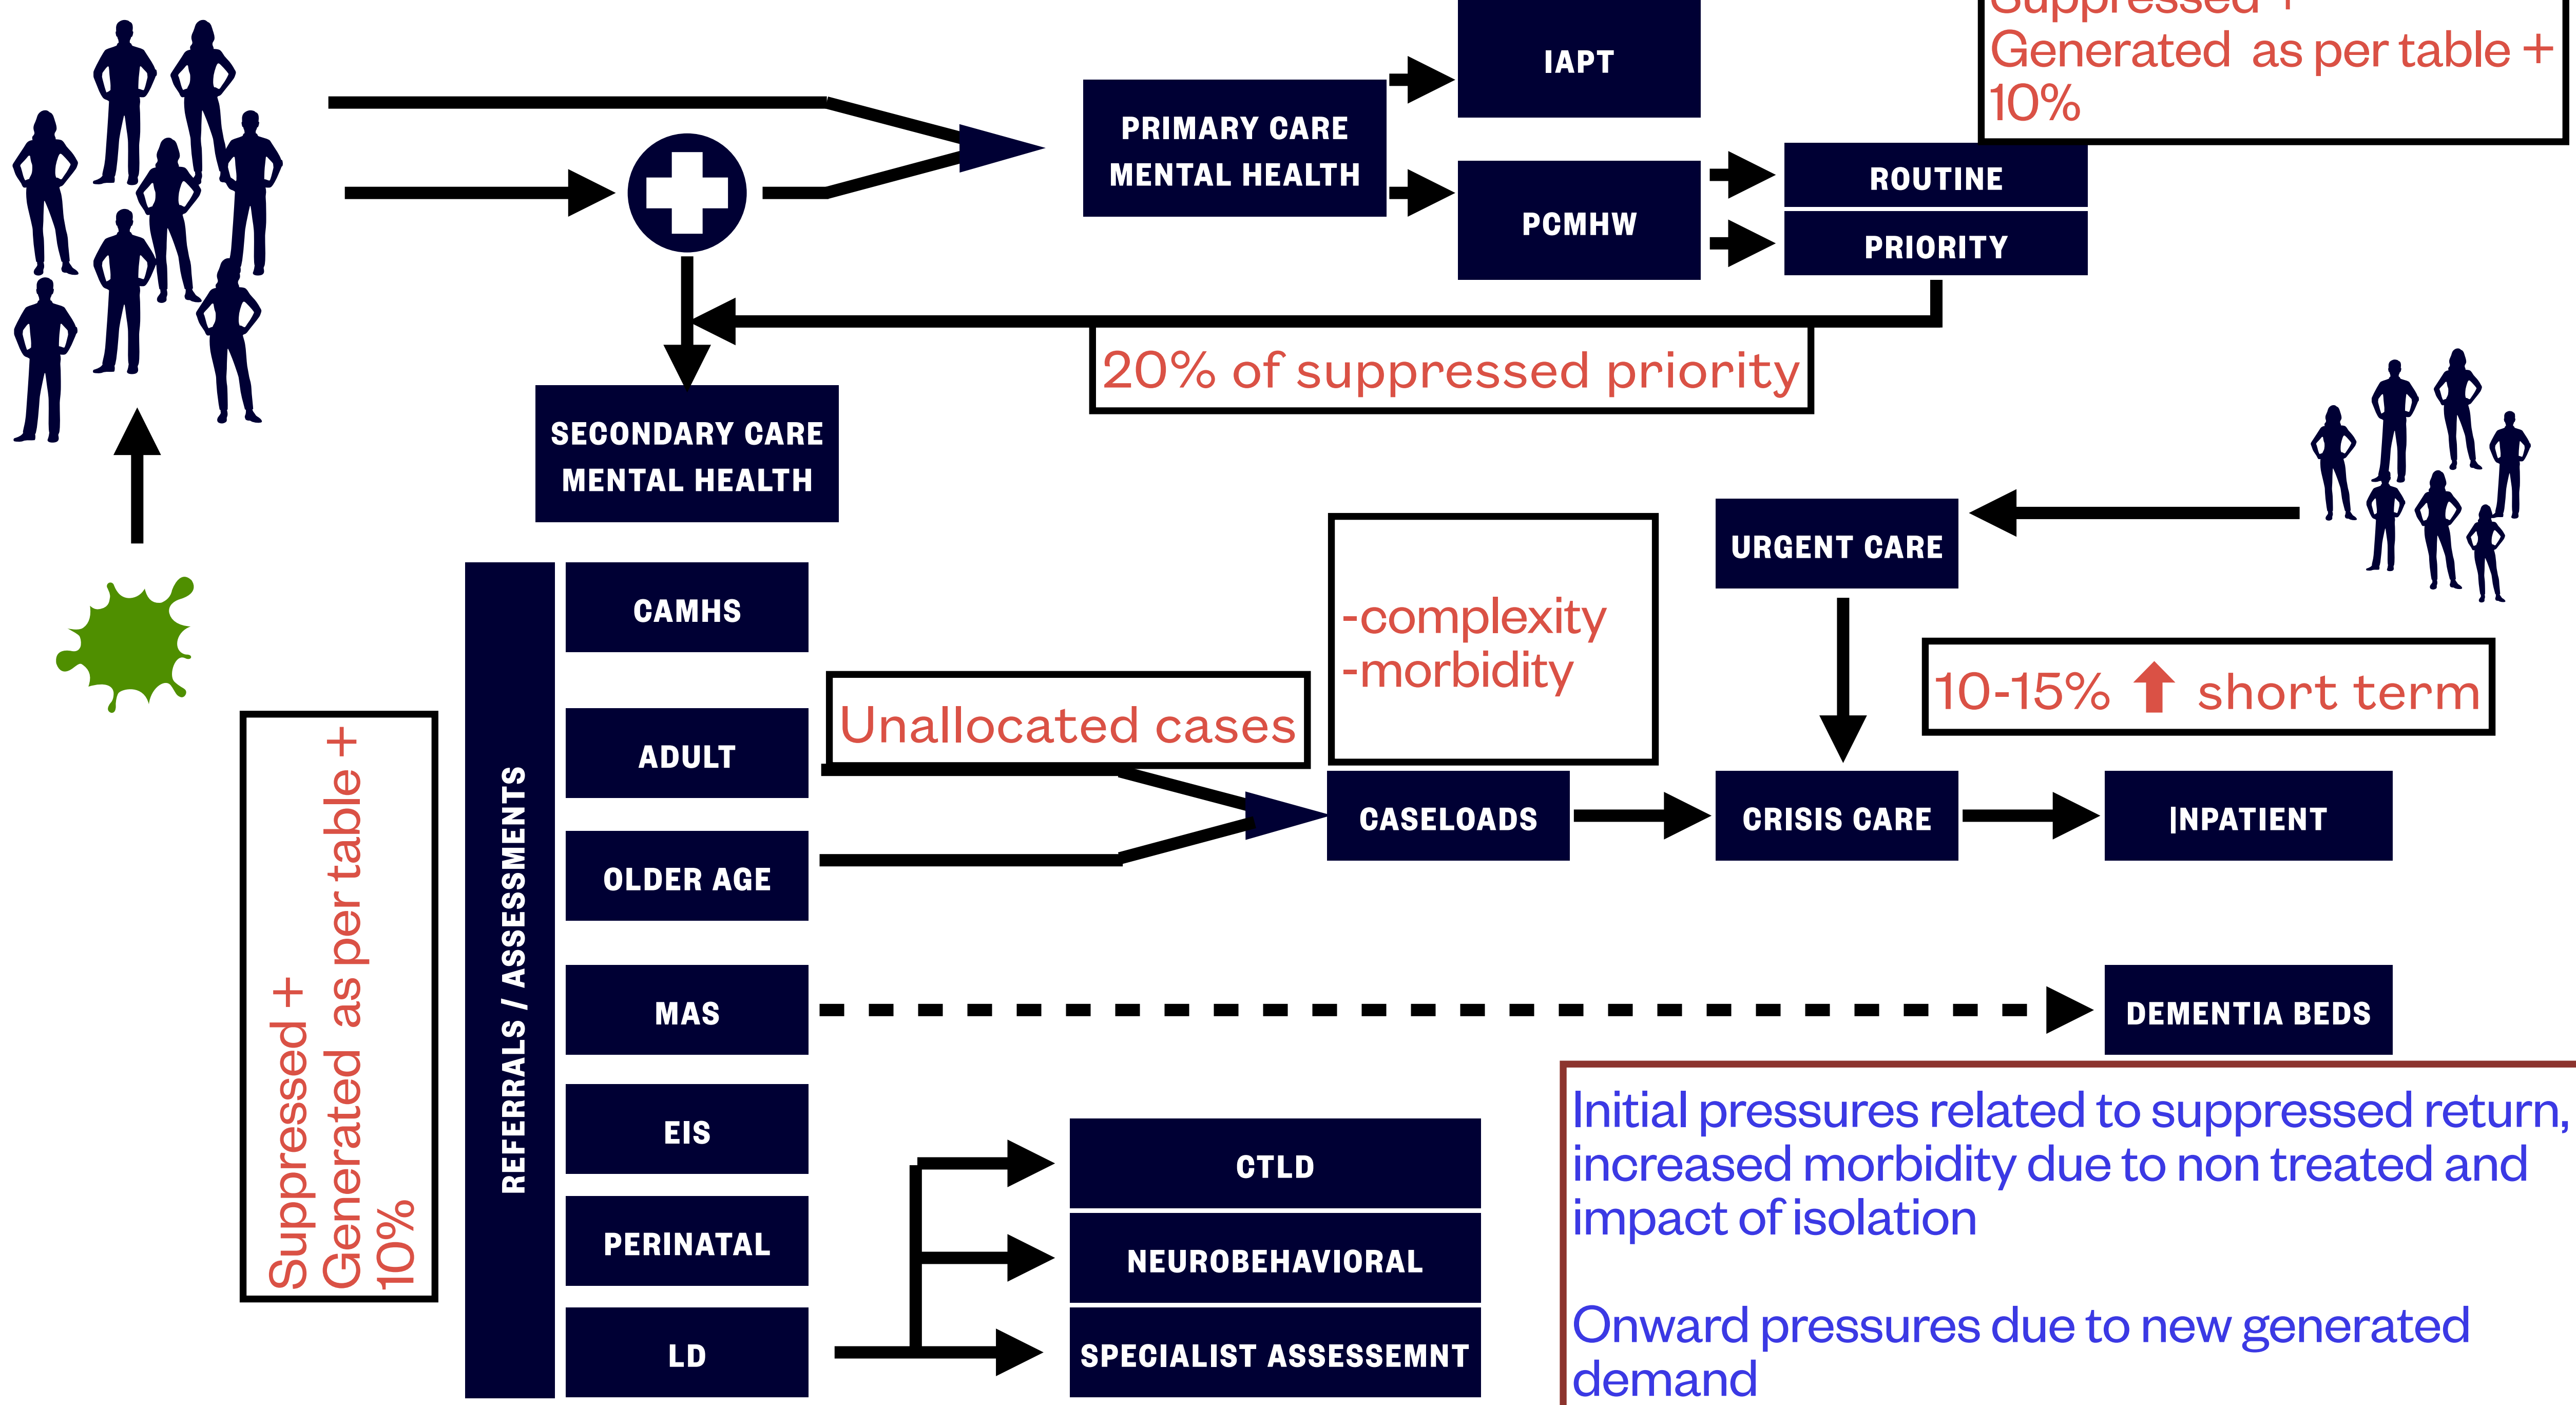 IAPT
Suppressed +
Generated as per table +
10%
PRIMARY CARE
MENTAL HEALTH
PCMHW
ROUTINE
PRIORITY
20% of suppressed priority
SECONDARY CARE
MENTAL HEALTH
URGENT CARE
REFERRALS / ASSESSMENTS
CAMHS
-complexity
-morbidity
10-15% short term
Unallocated cases
ADULT
OLDER AGE
CASELOADS
CRISIS CARE
INPATIENT
Suppressed +
Generated as per table +
10%
MAS
DEMENTIA BEDS
EIS
PERINATAL
LD
CTLD
NEUROBEHAVIORAL
SPECIALIST ASSESSEMNT
Initial pressures related to suppressed return,
increased morbidity due to non treated and
impact of isolation
Onward pressures due to new generated
demand